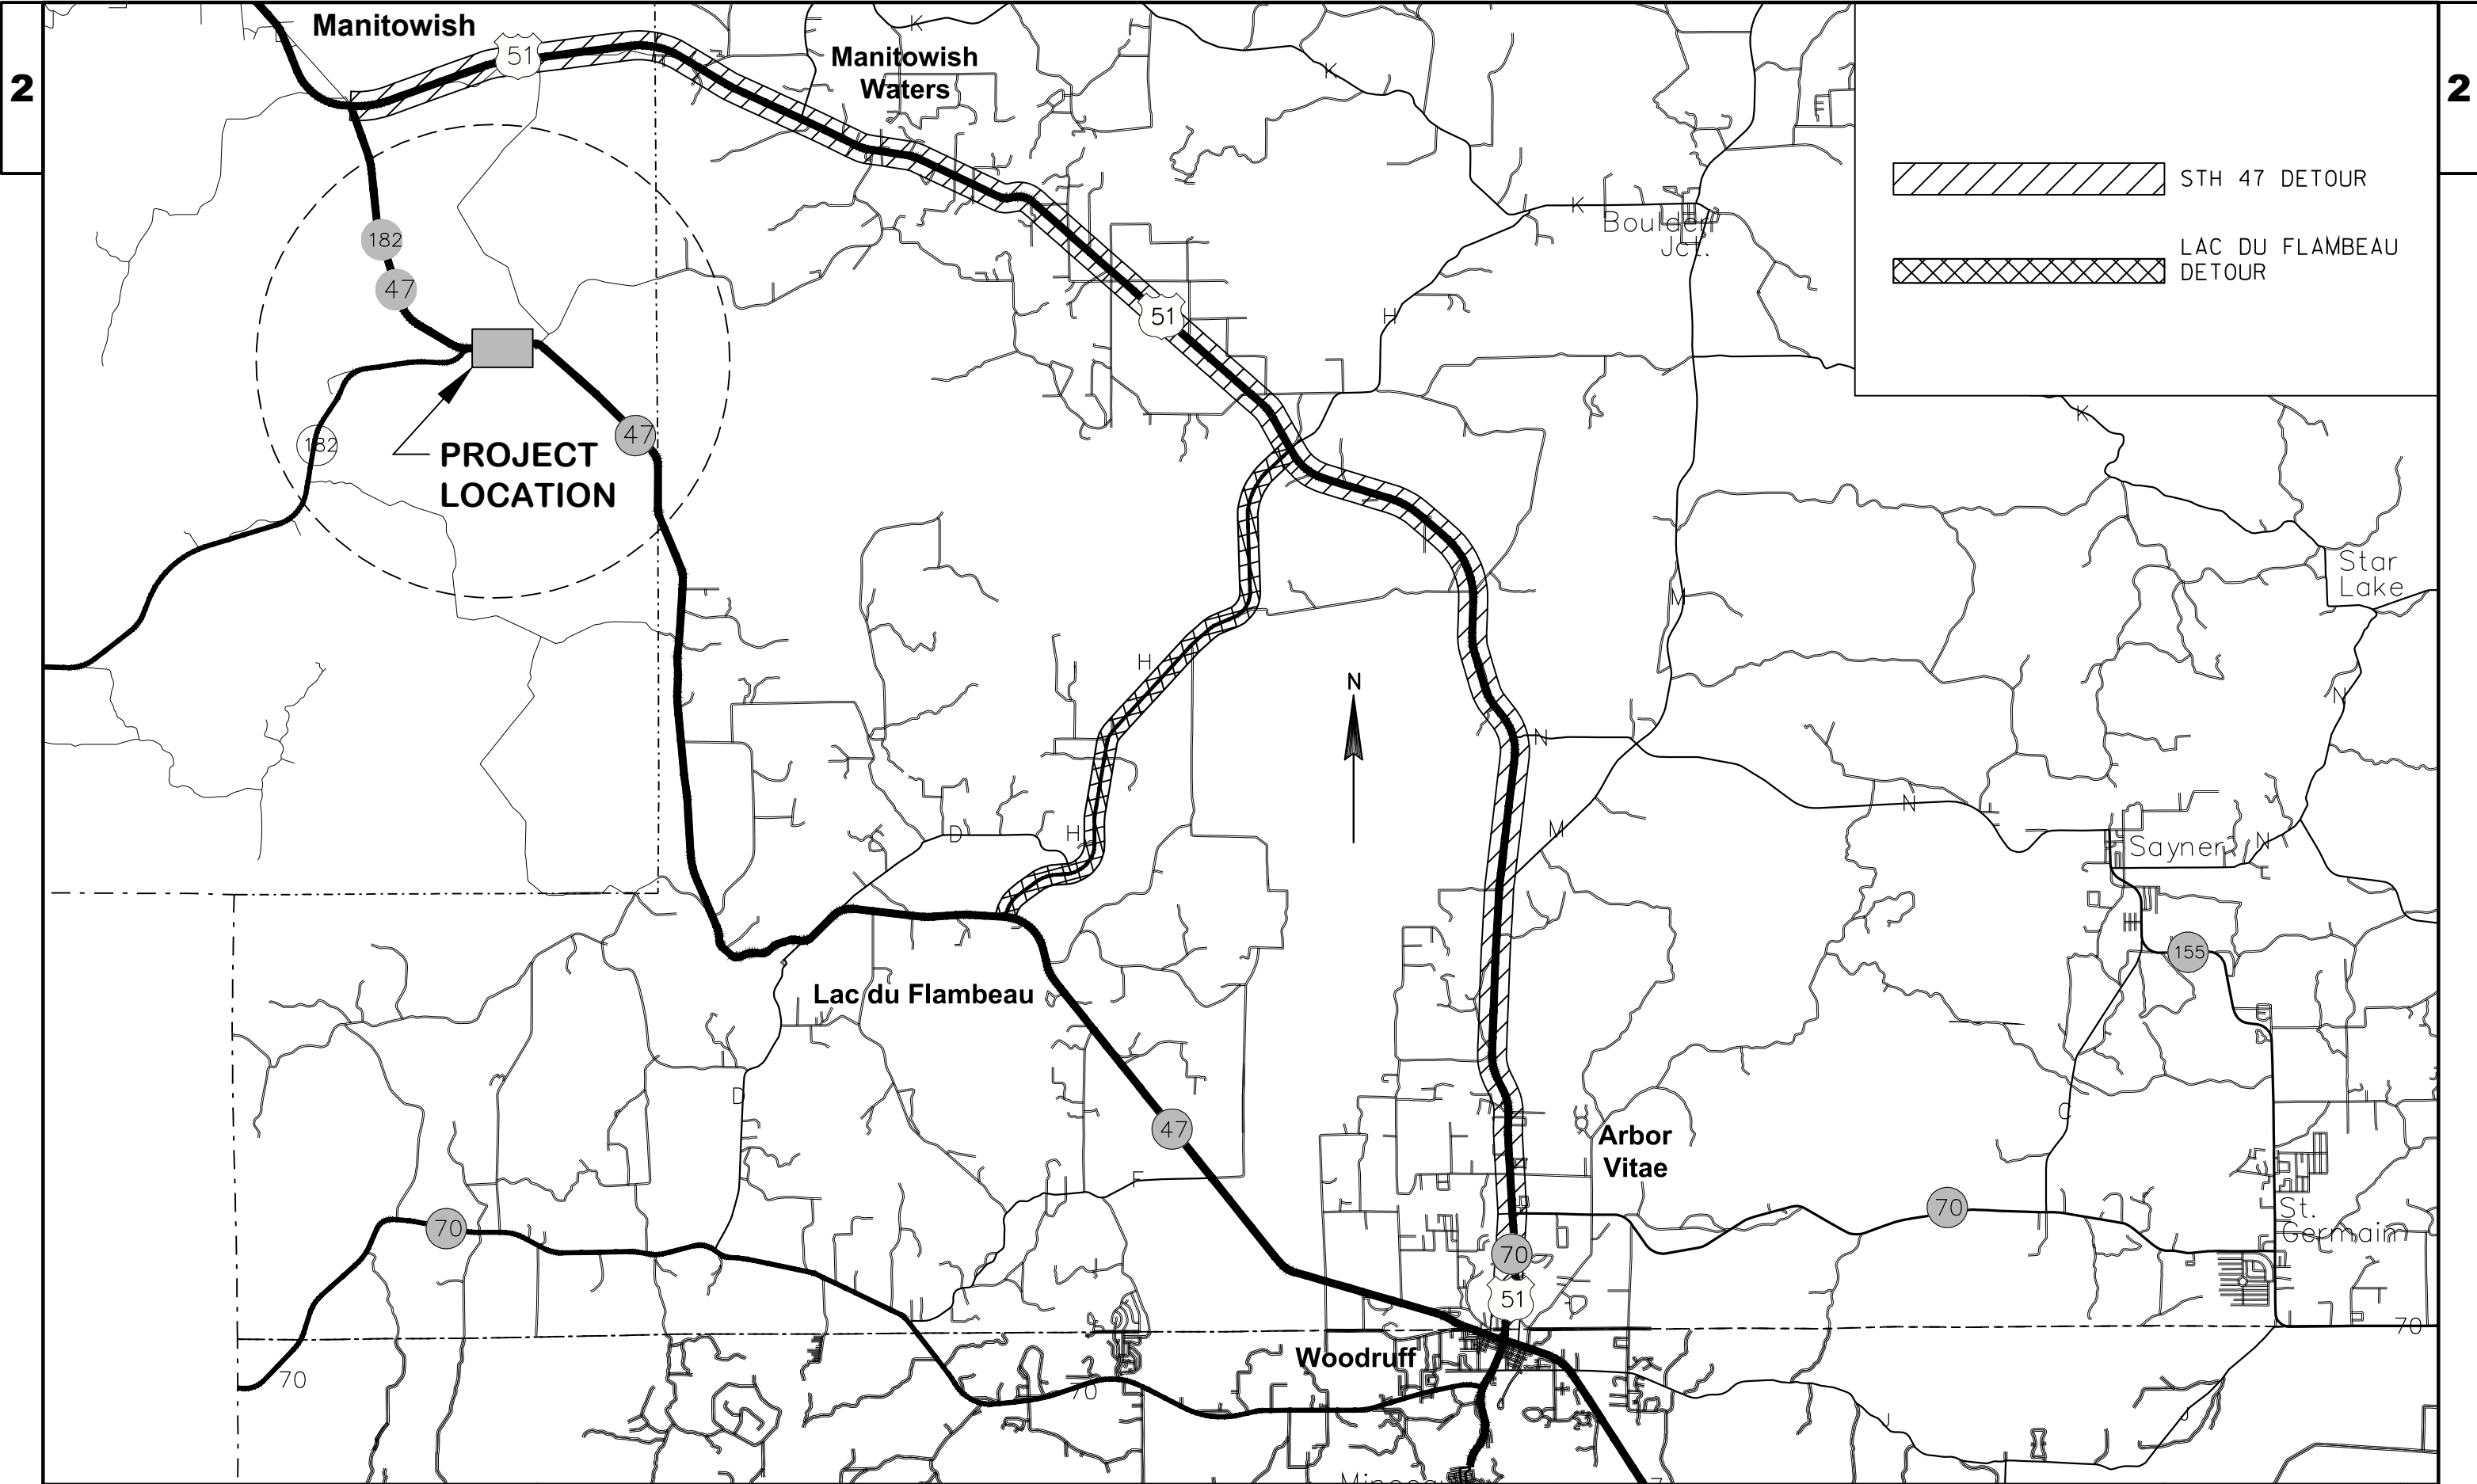 2
2
Manitowish
51
K
Manitowish
Waters
K
STH 47 DETOUR
182
K
Boulder
Jct.
LAC DU FLAMBEAU
DETOUR
47
51
H
K
182
47
PROJECT
LOCATION
Star
Lake
M
H
N
N
N
N
M
D
H
Sayner
N
155
Lac du Flambeau
D
C
47
Arbor
Vitae
F
70
70
St.
Germain
70
51
70
Woodruff
70
70
J
J